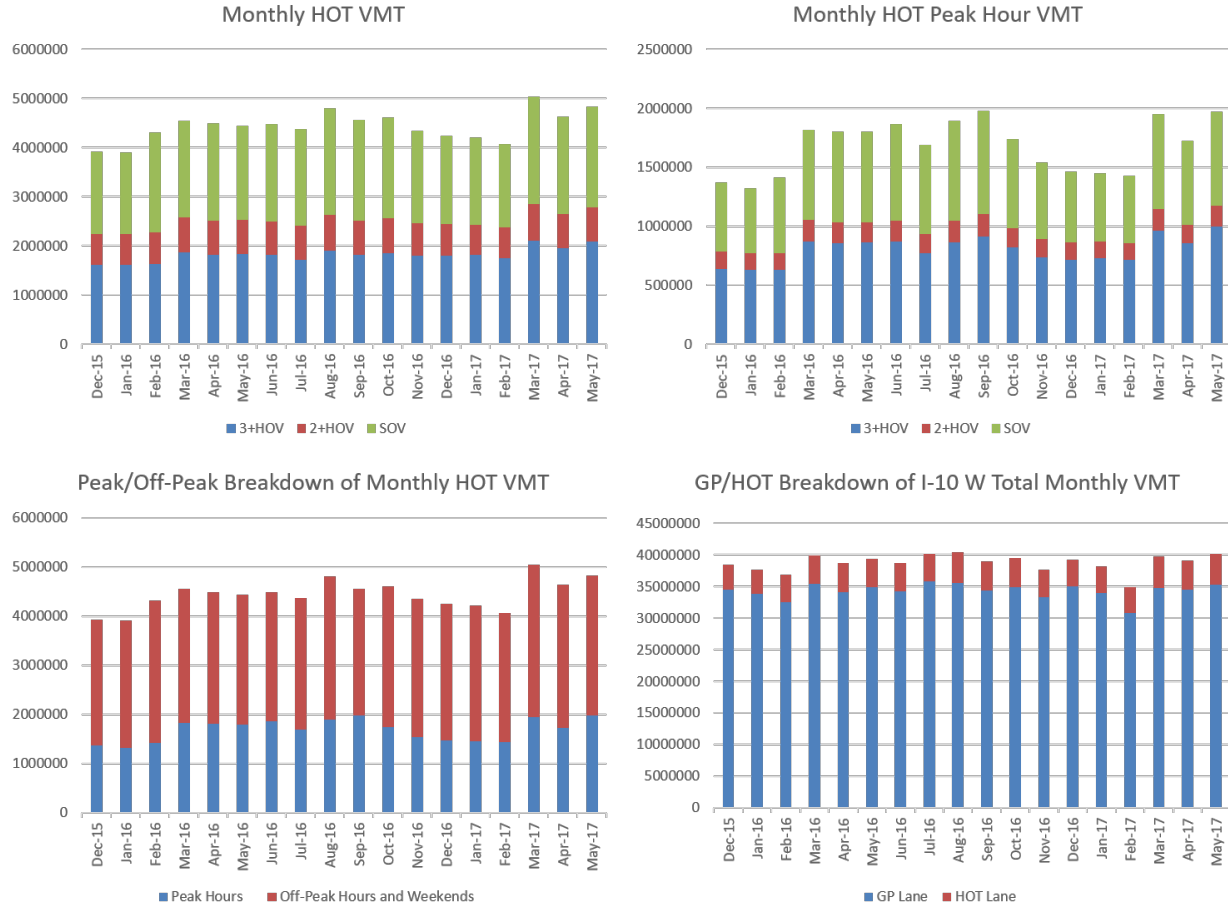 Monthly HOT VMT
6000000
5000000
4000000
3000000
2000000
1000000
0
Dec-15
Jan-16
Feb-16
Mar-16
Apr-16
May-16
Jun-16
Jul-16
Aug-16
Sep-16
Oct-16
Nov-16
Dec-16
Jan-17
Feb-17
Mar-17
Apr-17
May-17
3+HOV 2+HOV SOV
Monthly HOT Peak Hour VMT
2500000
2000000
1500000
1000000
500000
0
Dec-15
Jan-16
Feb-16
Mar-16
Apr-16
May-16
Jun-16
Jul-16
Aug-16
Sep-16
Oct-16
Nov-16
Dec-16
Jan-17
Feb-17
Mar-17
Apr-17
May-17
3+HOV 2+HOV SOV
Peak/Off-Peak Breakdown of Monthly HOT VMT
6000000
5000000
4000000
3000000
2000000
1000000
0
Dec-15
Jan-16
Feb-16
Mar-16
Apr-16
May-16
Jun-16
Jul-16
Aug-16
Sep-16
Oct-16
Nov-16
Dec-16
Jan-17
Feb-17
Mar-17
Apr-17
May-17
Peak Hours Off-Peak Hours and Weekends
GP/HOT Breakdown of I-10 W Total Monthly VMT
45000000
40000000
35000000
30000000
25000000
20000000
15000000
10000000
5000000
0
Dec-15
Jan-16
Feb-16
Mar-16
Apr-16
May-16
Jun-16
Jul-16
Aug-16
Sep-16
Oct-16
Nov-16
Dec-16
Jan-17
Feb-17
Mar-17
Apr-17
May-17
GP Lane HOT Lane